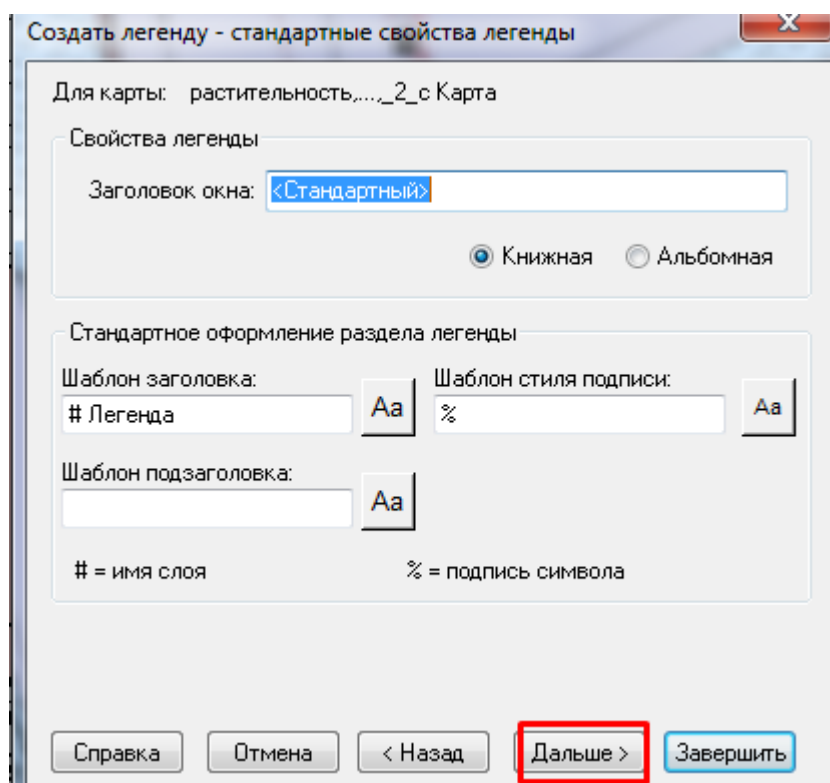 Создать легенду - стандартные свойства легенды
Для карты: растительность,...,_2_с Карта
Свойства легенды
Заголовок окна: <Стандартный>
Книжная Альбомная
Стандартное оформление раздела легенды
Шаблон заголовка: Шаблон стиля подписи:
# Легенда Aa % Aa
Шаблон подзаголовка:
Aa
# = имя слоя % = подпись символа
Справка Отмена < Назад Дальше > Завершить